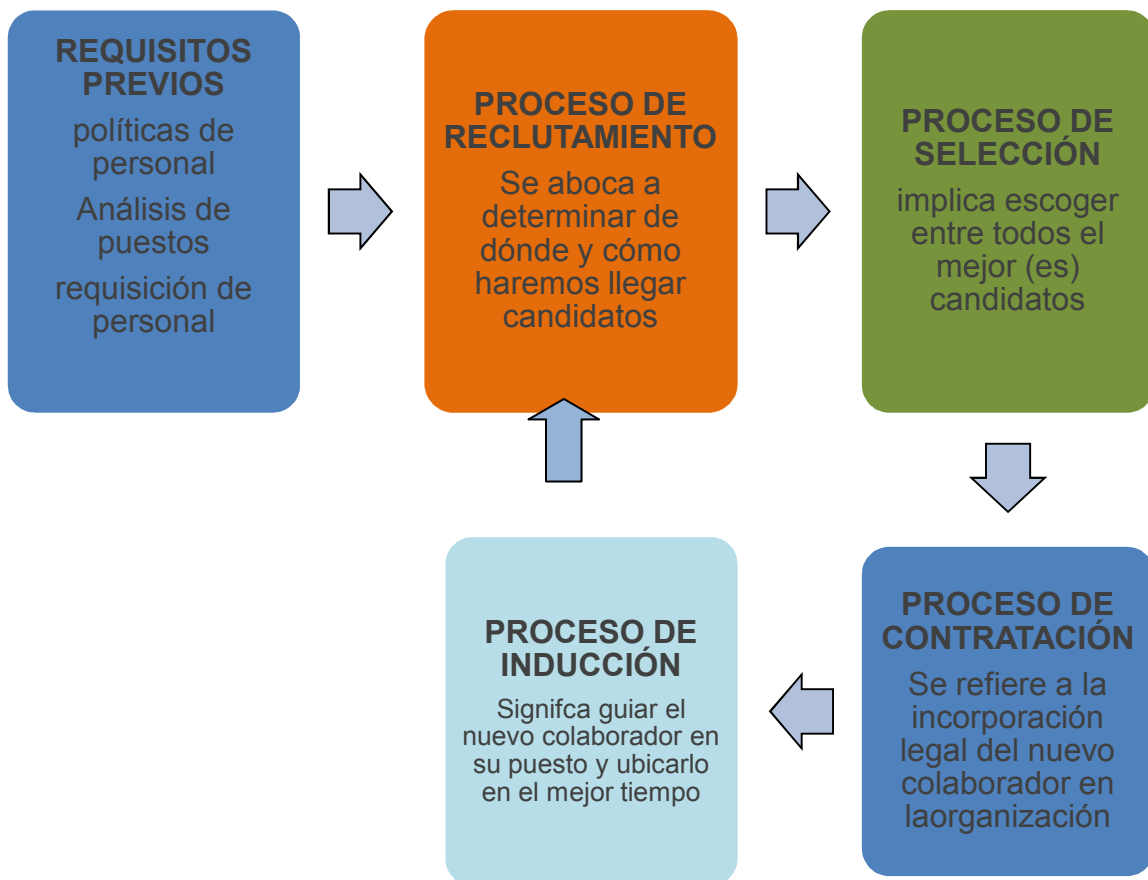 REQUISITOS
PREVIOS
políticas de
personal
Análisis de
puestos
requisición de
personal
PROCESO DE
RECLUTAMIENTO
Se aboca a
determinar de
dónde y cómo
haremos llegar
candidatos
PROCESO DE
SELECCIÓN
implica escoger
entre todos el
mejor (es)
candidatos
PROCESO DE
CONTRATACIÓN
Se refiere a la
incorporación
legal del nuevo
colaborador en
laorganización
PROCESO DE
INDUCCIÓN
Signifca guiar el
nuevo colaborador en
su puesto y ubicarlo
en el mejor tiempo